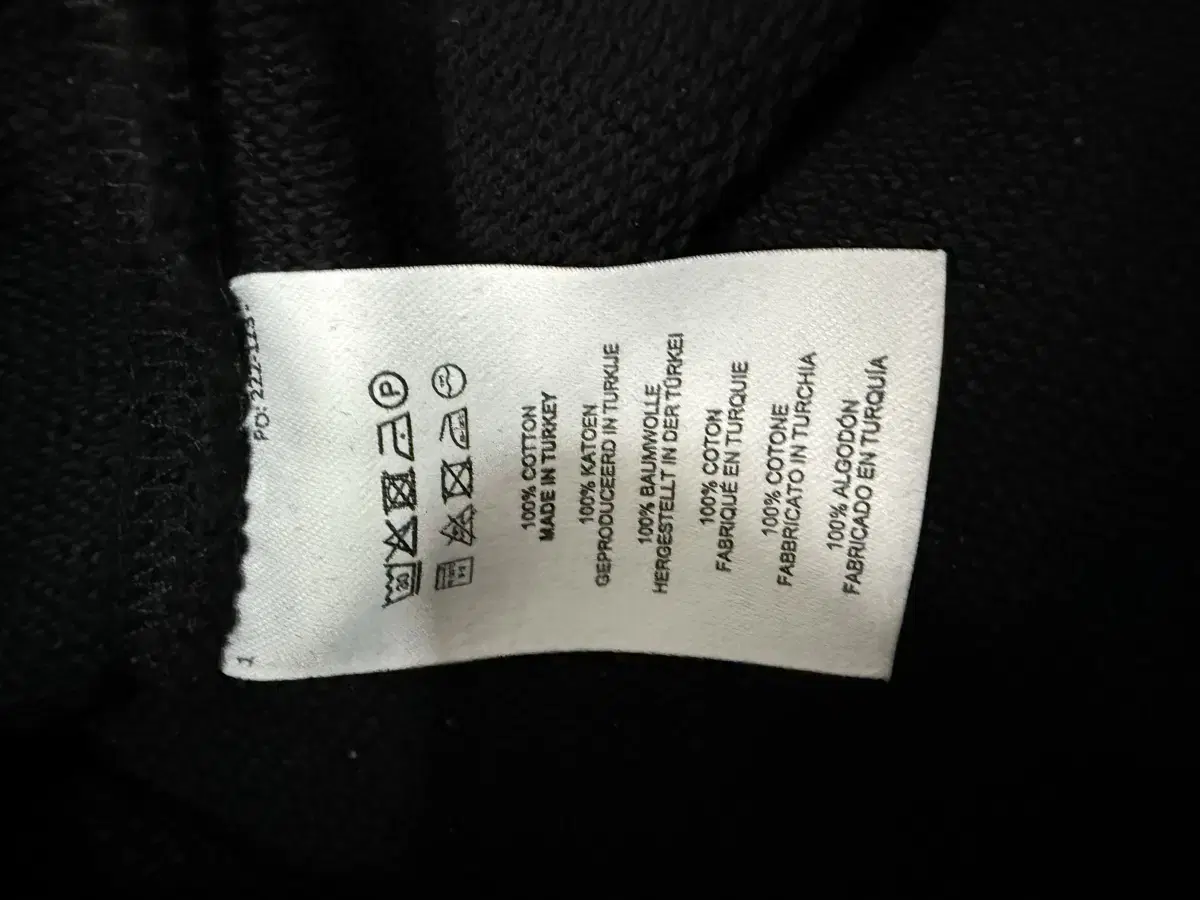 PO: 222-123
1
30
P
100% COTTON
MADE IN TURKEY
100% KATOEN
GEPRODUCEERD IN TURKIJE
100% BAUMWOLLE
HERGESTELLT IN DER TÜRKEI
100% COTON
FABRIQUÉ EN TURQUIE
100% COTONE
FABBRICATO IN TURCHIA
100% ALGODÓN
FABRICADO EN TURQUÍA